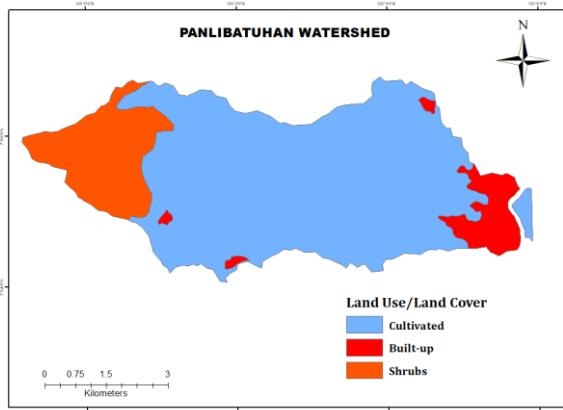 PANLIBATUHAN WATERSHED
N
Land Use/Land Cover
Cultivated
Built-up
Shrubs
0 0.75 1.5 3
Kilometers